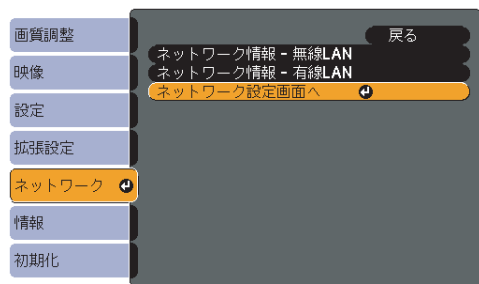 画質調整
映像
設定
拡張設定
ネットワーク
情報
初期化
戻る
ネットワーク情報 - 無線LAN
ネットワーク情報 - 有線LAN
ネットワーク設定画面へ